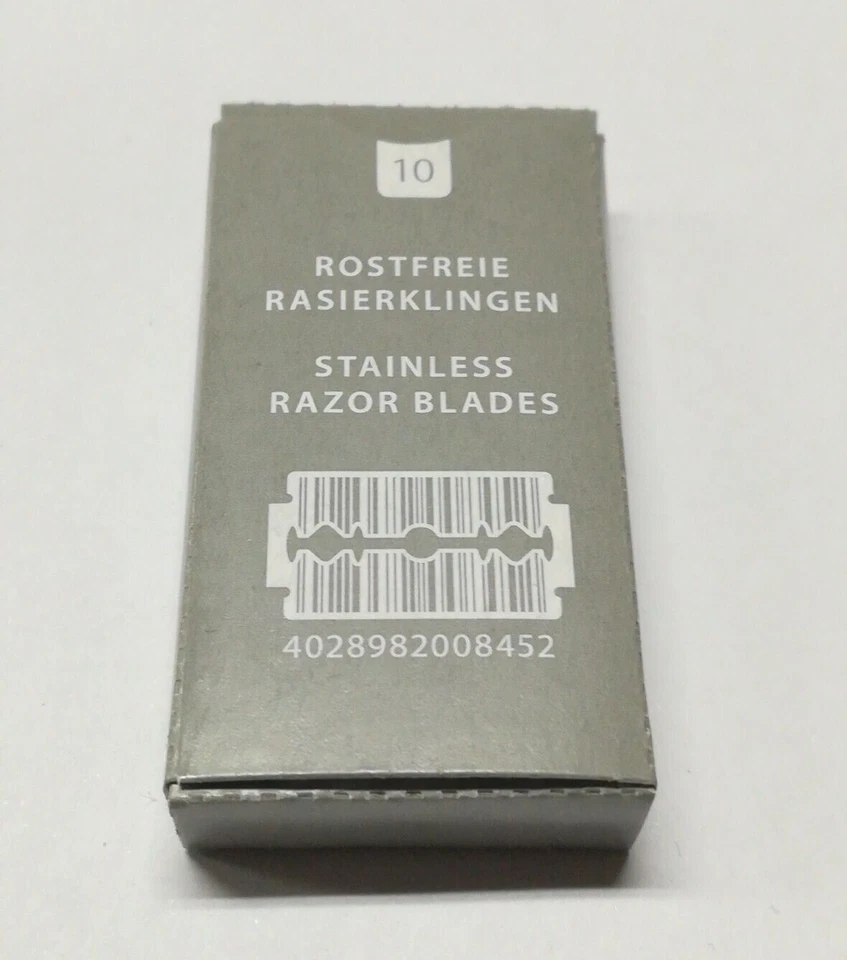 10
ROSTFREIE
RASIERKLINGEN
STAINLESS
RAZOR BLADES
4028982008452